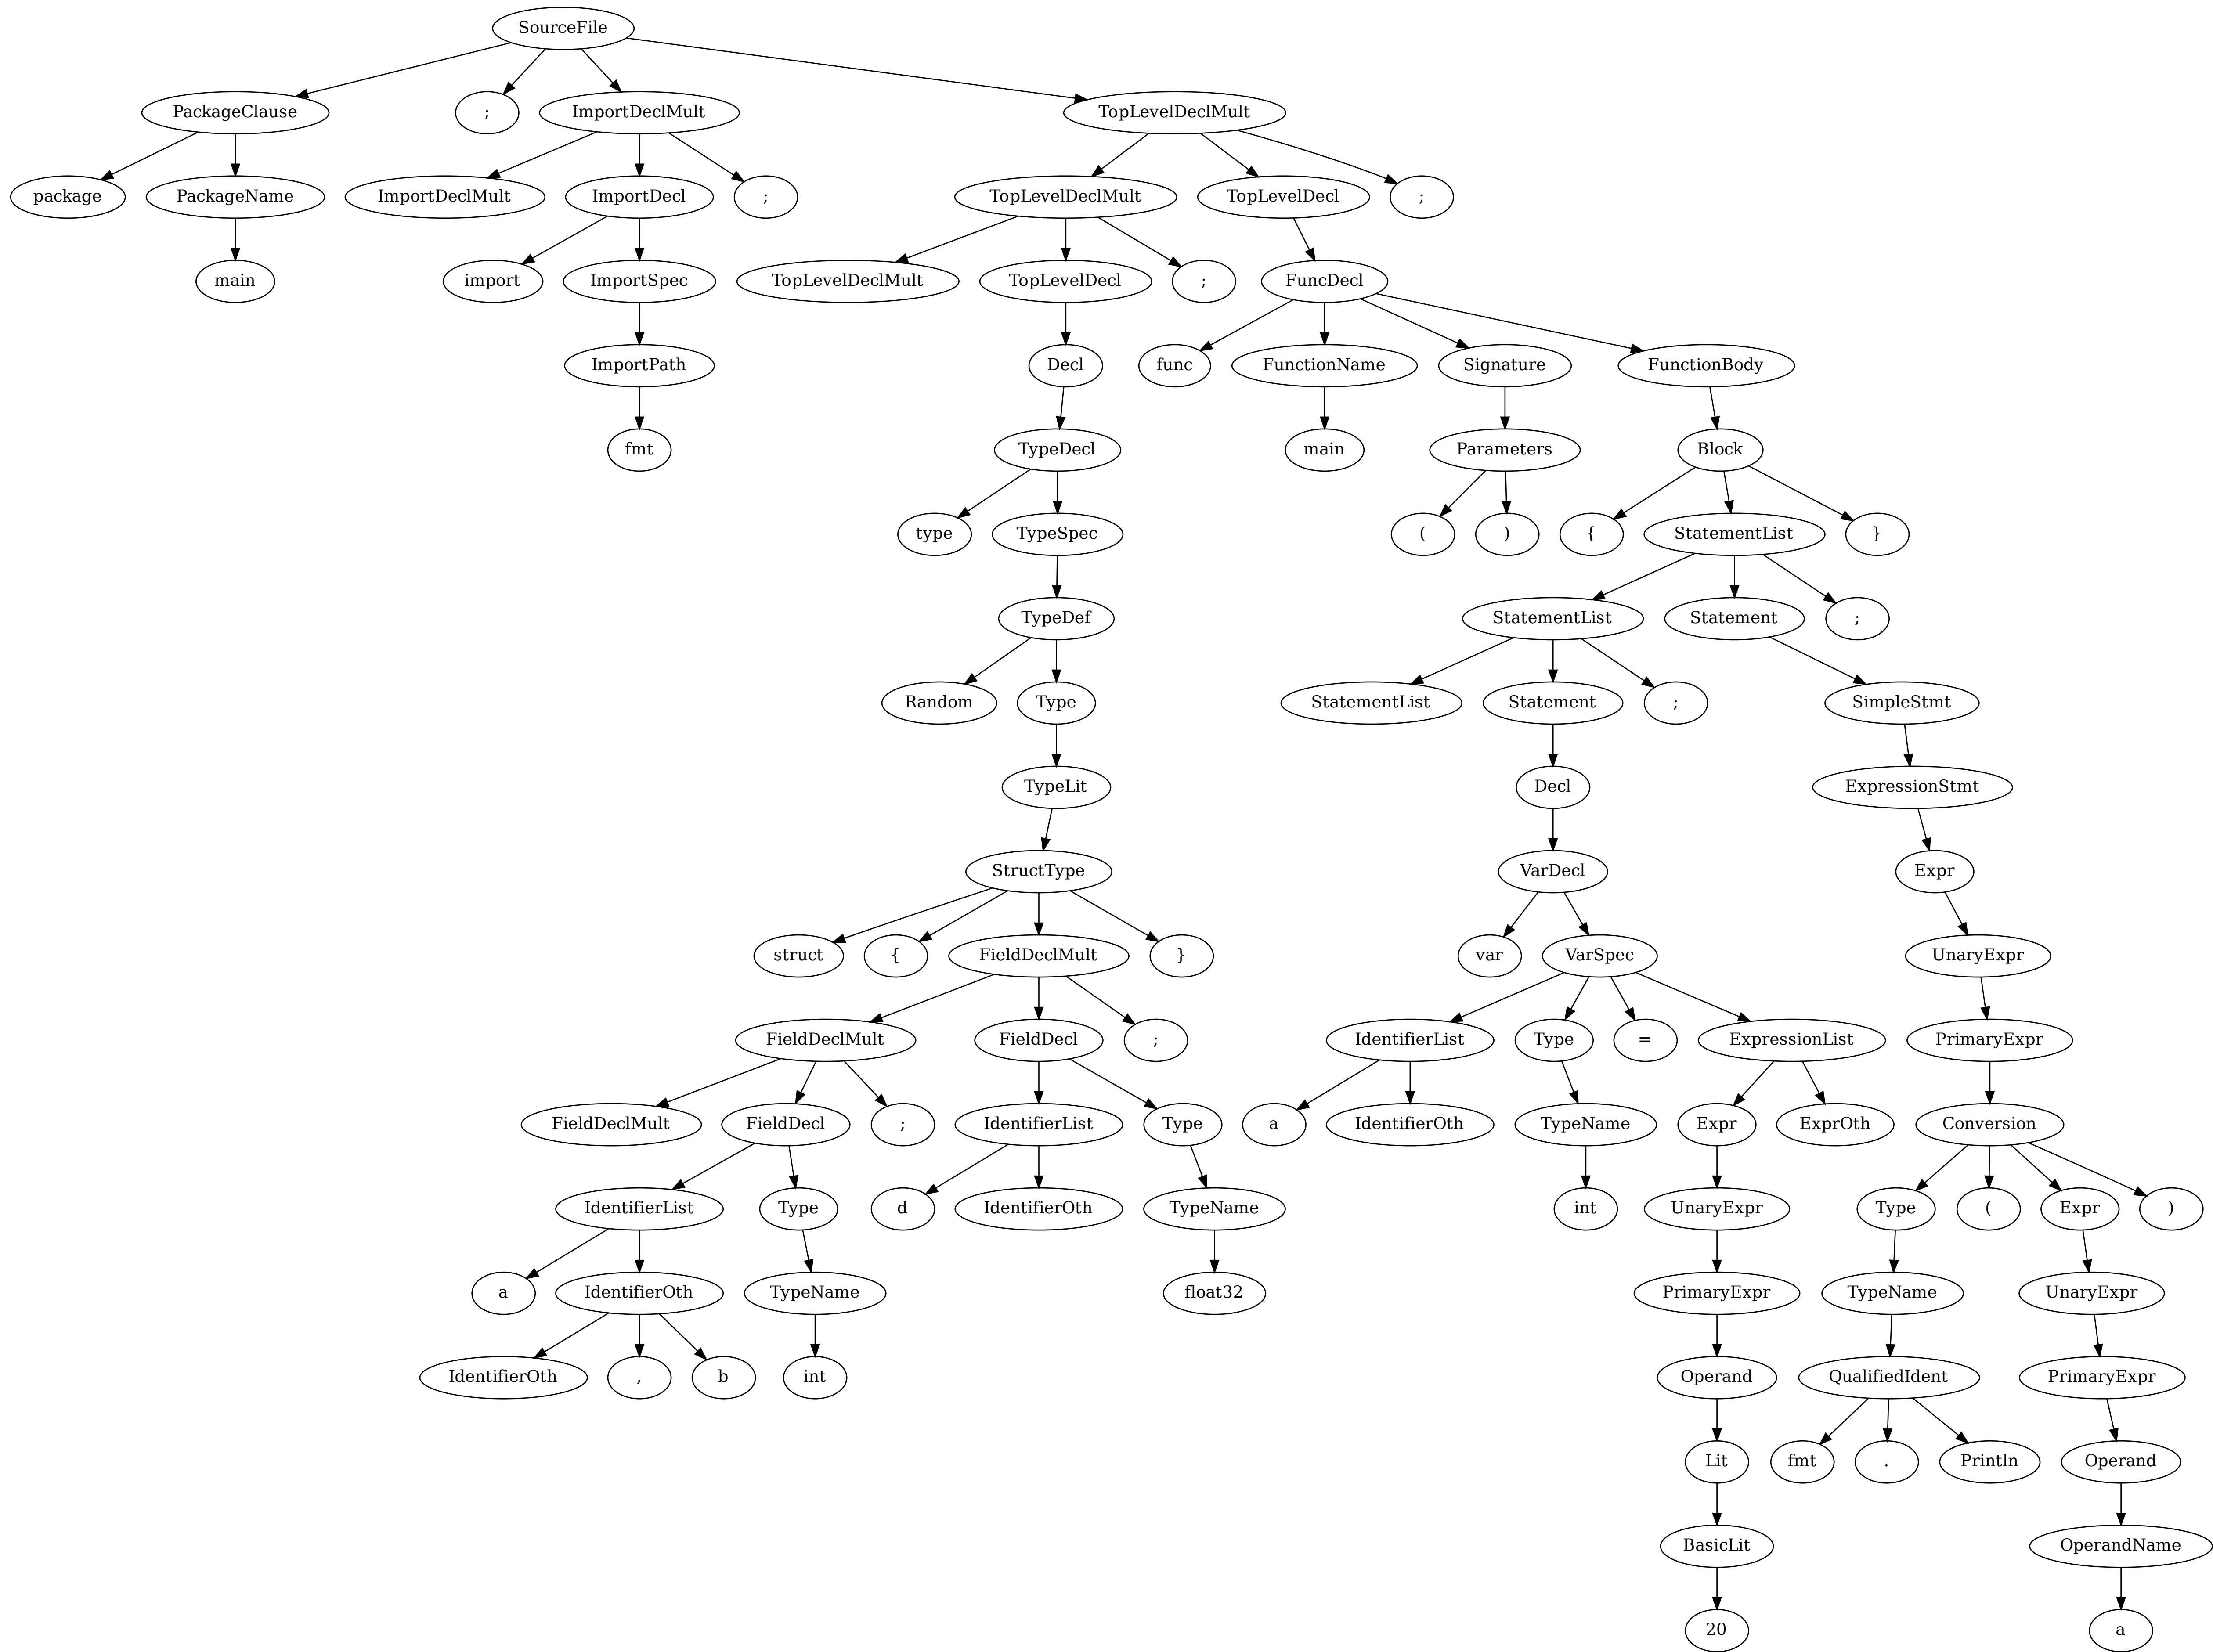 SourceFile
PackageClause ; ImportDeclMult TopLevelDeclMult
package PackageName ImportDeclMult ImportDecl ; TopLevelDeclMult TopLevelDecl ;
main import ImportSpec TopLevelDeclMult TopLevelDecl ; FuncDecl
ImportPath Decl func FunctionName Signature FunctionBody
fmt TypeDecl main Parameters Block
type TypeSpec ( ) { StatementList }
TypeDef StatementList Statement ;
Random Type StatementList Statement ; SimpleStmt
TypeLit Decl ExpressionStmt
StructType VarDecl Expr
struct { FieldDeclMult } var VarSpec UnaryExpr
FieldDeclMult FieldDecl ; IdentifierList Type = ExpressionList PrimaryExpr
FieldDeclMult FieldDecl ; IdentifierList Type a IdentifierOth TypeName Expr ExprOth Conversion
IdentifierList Type d IdentifierOth TypeName int UnaryExpr Type ( Expr )
a IdentifierOth TypeName float32 PrimaryExpr TypeName UnaryExpr
IdentifierOth , b int Operand QualifiedIdent PrimaryExpr
Lit fmt . Println Operand
BasicLit OperandName
20 a